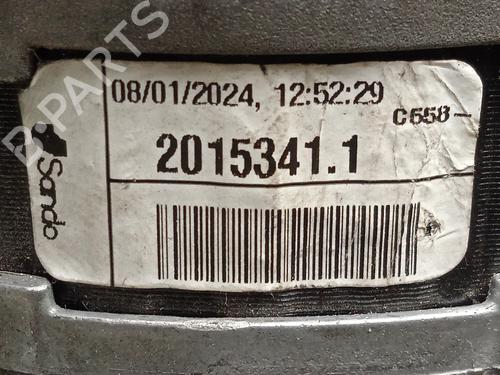 08/01/2024, 12:52:29
C558-
2015341.1
Sando
B-PARTS